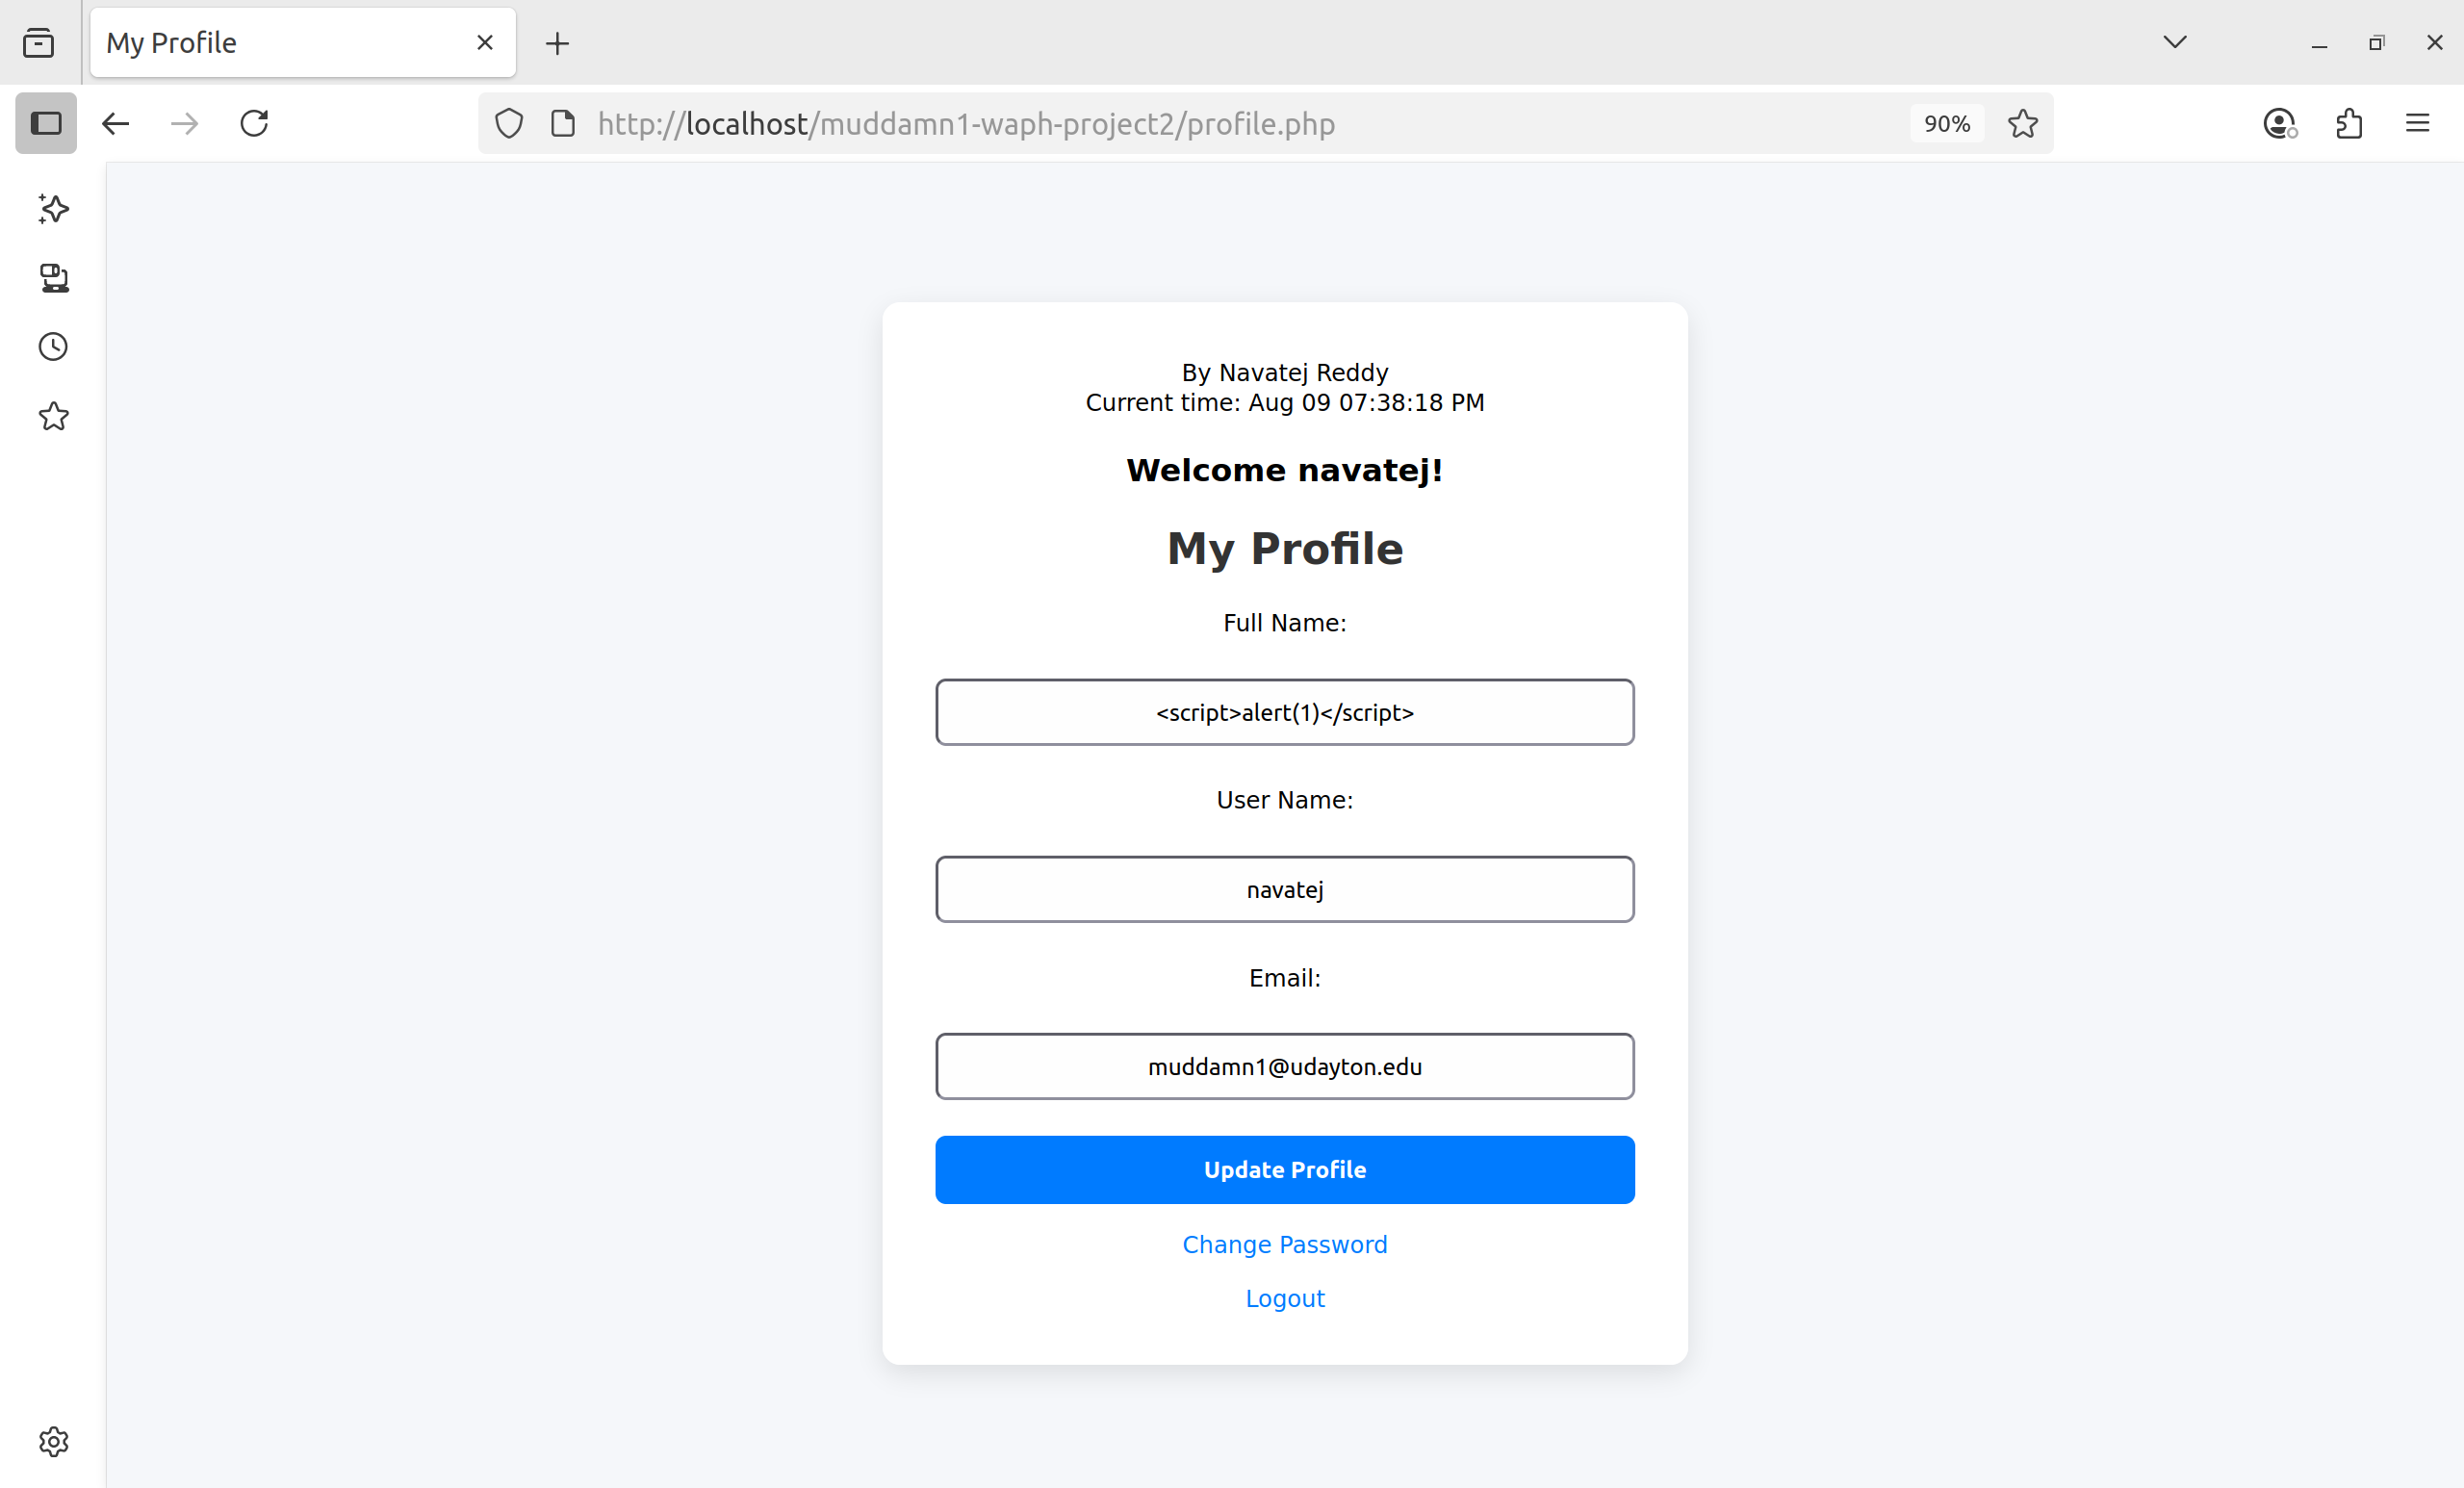 My Profile
http://localhost/muddamn1-waph-project2/profile.php
90%
By Navatej Reddy
Current time: Aug 09 07:38:18 PM
Welcome navatej!
My Profile
Full Name:
<script>alert(1)</script>
User Name:
navatej
Email:
muddamn1@udayton.edu
Update Profile
Change Password
Logout